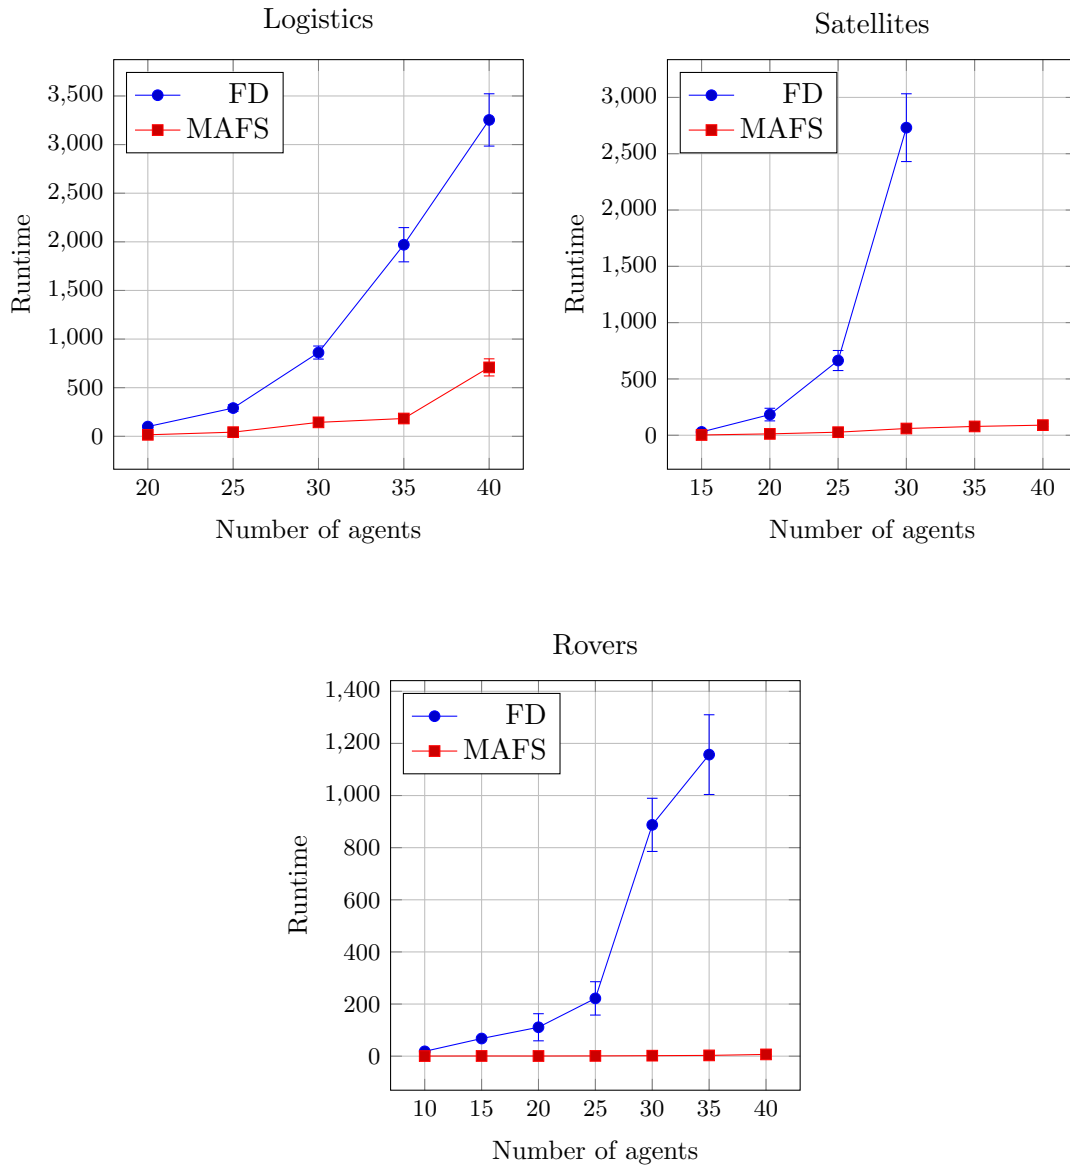 Logistics
FD
MAFS
3,500
3,000
2,500
2,000
1,500
1,000
500
0
Runtime
20 25 30 35 40
Number of agents
Satellites
FD
MAFS
3,000
2,500
2,000
1,500
1,000
500
0
Runtime
15 20 25 30 35 40
Number of agents
Rovers
FD
MAFS
1,400
1,200
1,000
800
600
400
200
0
Runtime
10 15 20 25 30 35 40
Number of agents